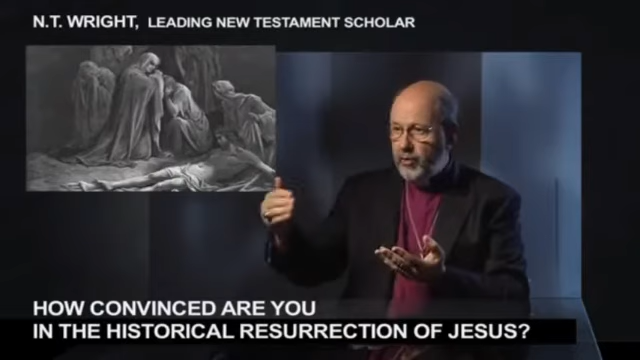 N.T. WRIGHT, LEADING NEW TESTAMENT SCHOLAR
HOW CONVINCED ARE YOU
IN THE HISTORICAL RESURRECTION OF JESUS?